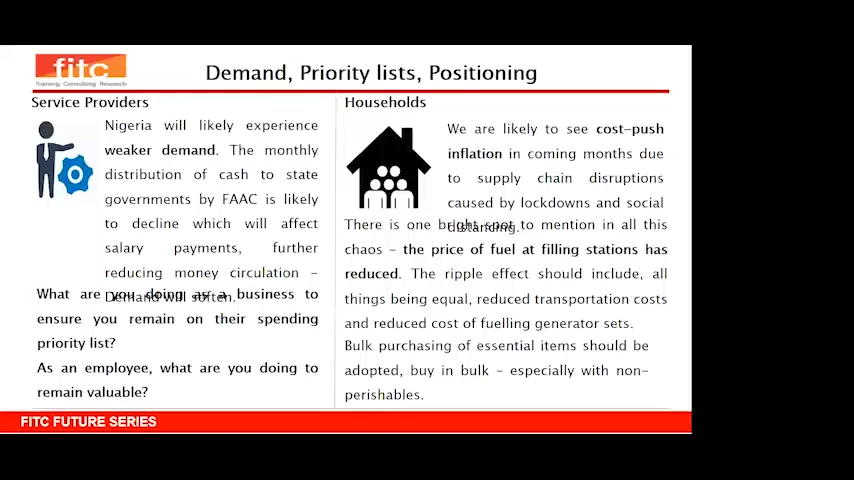 fitc
Training, Consulting, Research
Demand, Priority lists, Positioning
Service Providers
Nigeria will likely experience
weaker demand. The monthly
distribution of cash to state
governments by FAAC is likely
to decline which will affect
salary payments, further
reducing money circulation –
Demand will soften.
What are you doing as a business to
ensure you remain on their spending
priority list?
As an employee, what are you doing to
remain valuable?
Households
We are likely to see cost-push
inflation in coming months due
to supply chain disruptions
caused by lockdowns and social
distancing.
There is one bright spot to mention in all this
chaos – the price of fuel at filling stations has
reduced. The ripple effect should include, all
things being equal, reduced transportation costs
and reduced cost of fuelling generator sets.
Bulk purchasing of essential items should be
adopted, buy in bulk – especially with non-
perishables.
FITC FUTURE SERIES